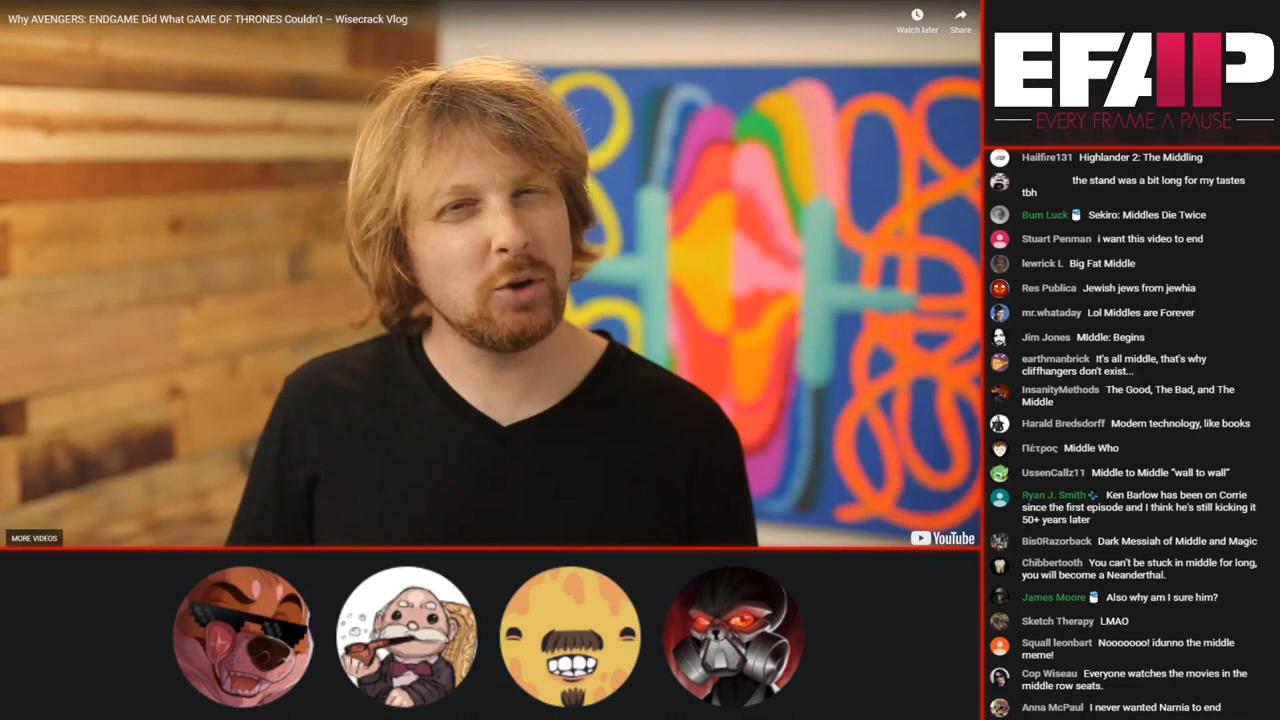 Why AVENGERS: ENDGAME Did What GAME OF THRONES Couldn't – Wisecrack Vlog
Watch later
Share
MORE VIDEOS
YouTube
EFAP
EVERY FRAME A PAUSE
Hailfire131 Highlander 2: The Middling
the stand was a bit long for my tastes
tbh
Bum Luck Sekiro: Middles Die Twice
Stuart Penman i want this video to end
lewrick L Big Fat Middle
Res Publica Jewish jews from jewhia
mr.whataday Lol Middles are Forever
Jim Jones MIddle: Begins
earthmanbrick It's all middle, that's why
cliffhangers don't exist...
InsanityMethods The Good, The Bad, and The
Middle
Harald Bredsdorff Modern technology, like books
Πέτρος Middle Who
UssenCallz11 Middle to Middle “wall to wall”
Ryan J. Smith Ken Barlow has been on Corrie
since the first episode and I think he's still kicking it
50+ years later
Bis0Razorback Dark Messiah of Middle and Magic
Chibbertooth You can't be stuck in middle for long,
you will become a Neanderthal.
James Moore Also why am I sure him?
Sketch Therapy LMAO
Squall leonbart Nooooooo! idunno the middle
meme!
Cop Wiseau Everyone watches the movies in the
middle row seats.
Anna McPaul I never wanted Narnia to end